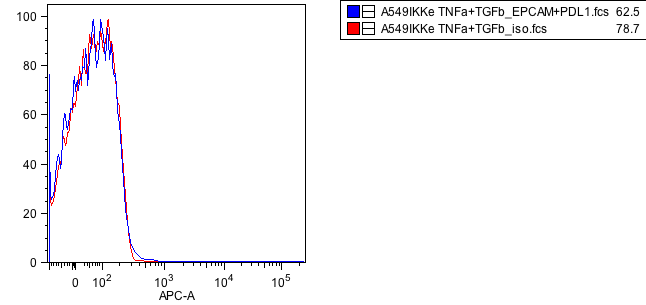 A549IKKe TNFa+TGFb_EPCAM+PDL1.fcs 62.5
A549IKKe TNFa+TGFb_iso.fcs 78.7
100
80
60
40
20
0
0 10² 10³ 10⁴ 10⁵
APC-A